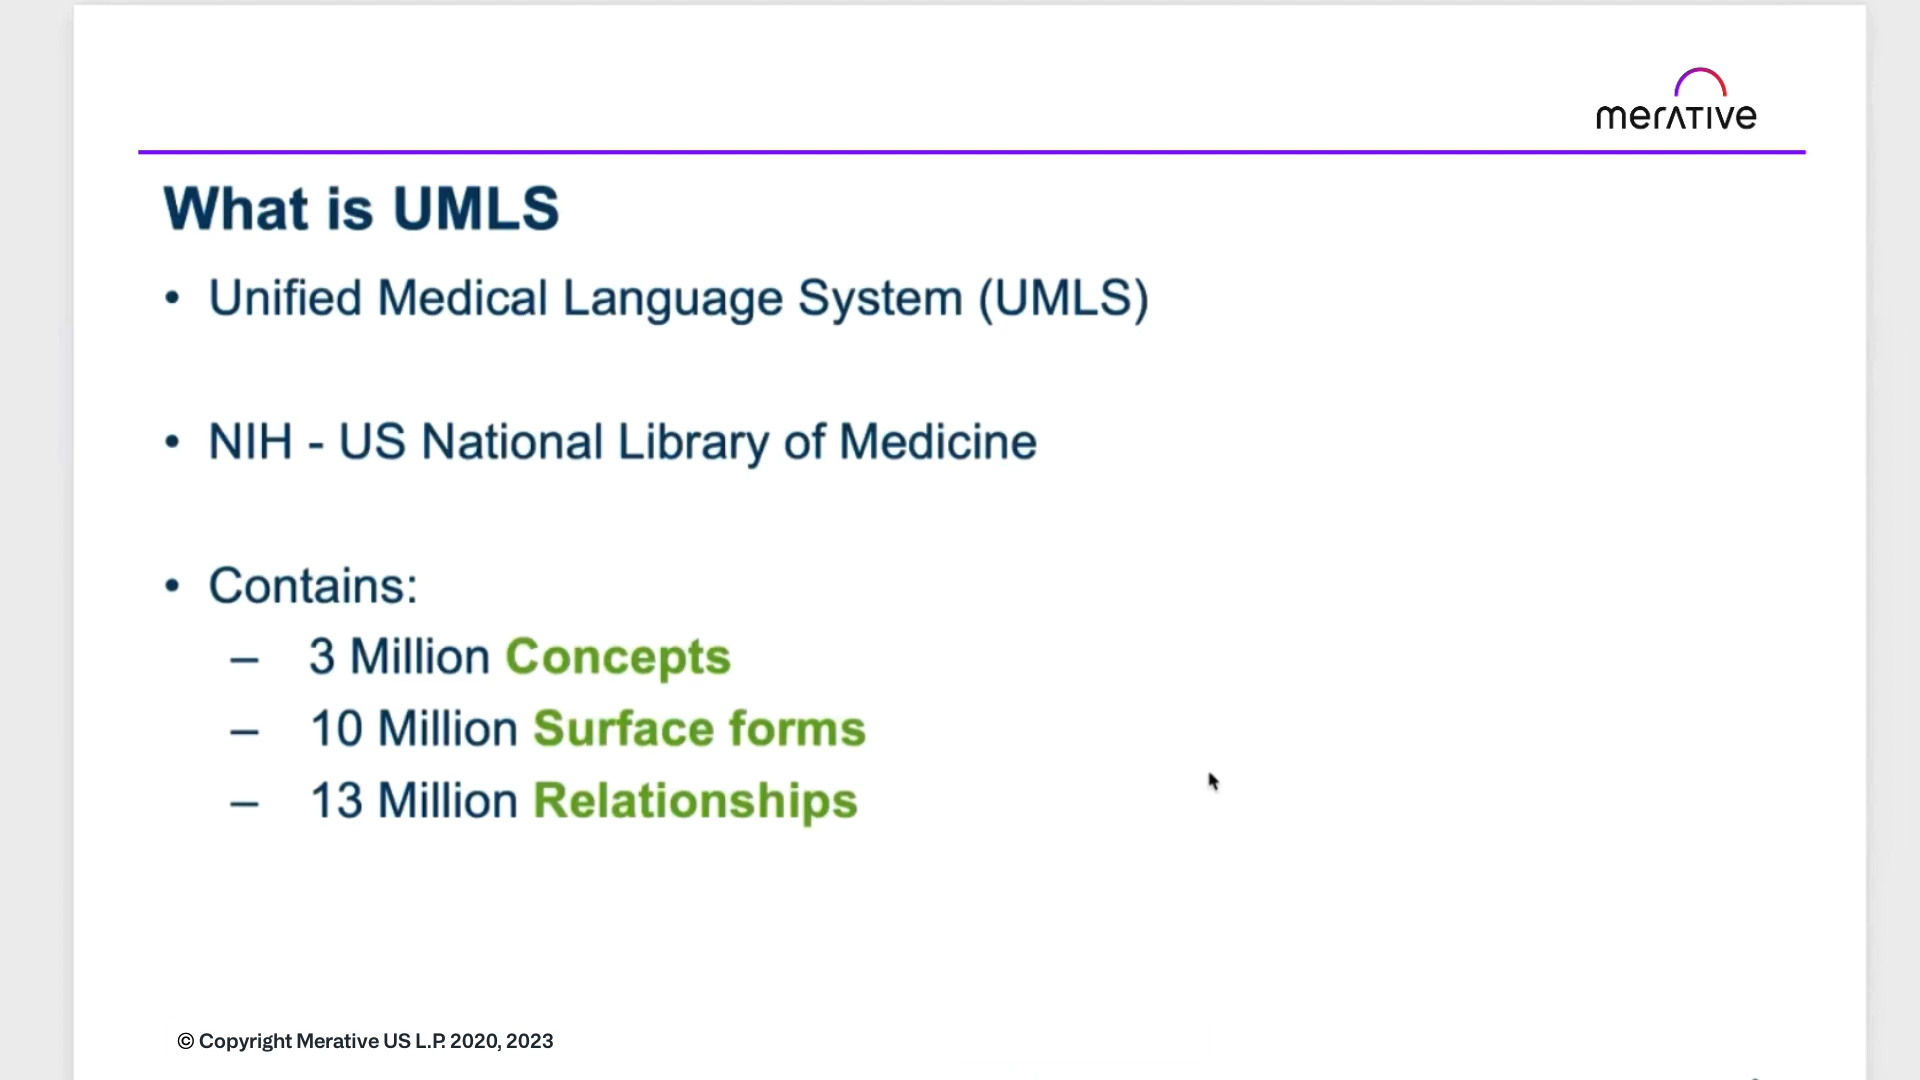 merative
What is UMLS
• Unified Medical Language System (UMLS)
• NIH - US National Library of Medicine
• Contains:
– 3 Million Concepts
– 10 Million Surface forms
– 13 Million Relationships
© Copyright Merative US L.P. 2020, 2023